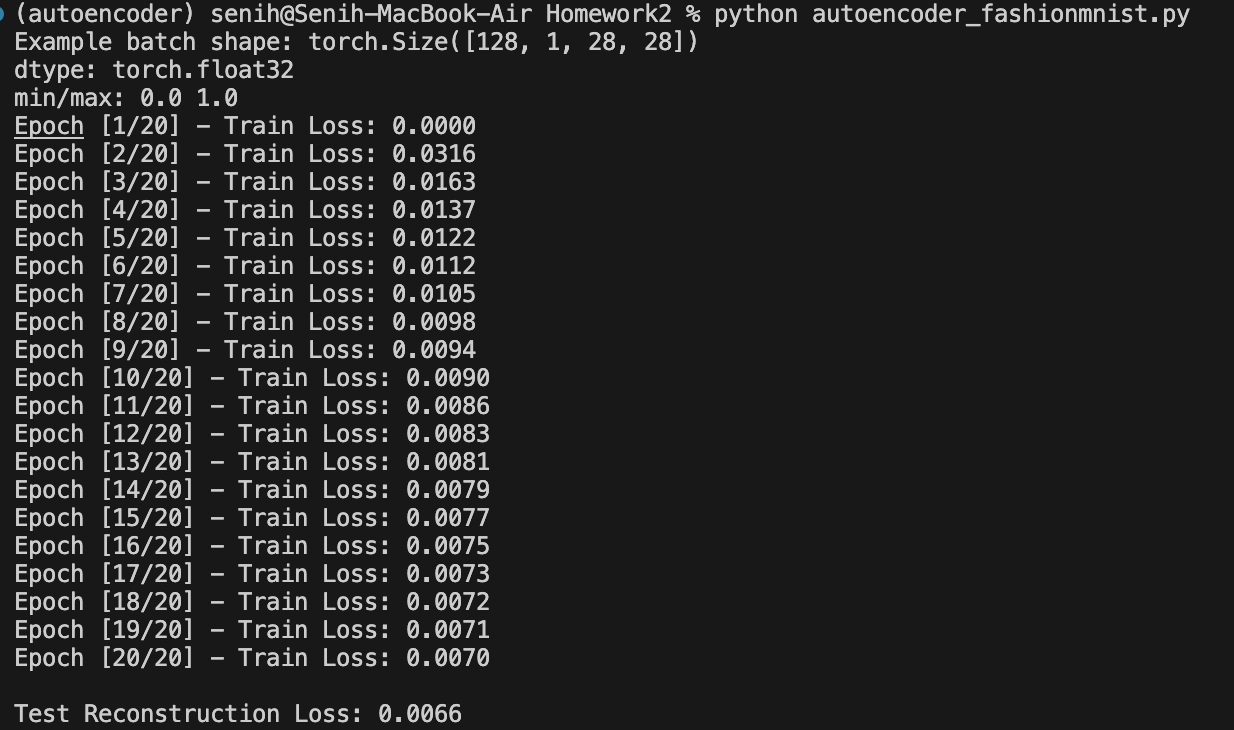 (autoencoder) senih@Senih-MacBook-Air Homework2 % python autoencoder_fashionmnist.py
Example batch shape: torch.Size([128, 1, 28, 28])
dtype: torch.float32
min/max: 0.0 1.0
Epoch [1/20] - Train Loss: 0.0000
Epoch [2/20] - Train Loss: 0.0316
Epoch [3/20] - Train Loss: 0.0163
Epoch [4/20] - Train Loss: 0.0137
Epoch [5/20] - Train Loss: 0.0122
Epoch [6/20] - Train Loss: 0.0112
Epoch [7/20] - Train Loss: 0.0105
Epoch [8/20] - Train Loss: 0.0098
Epoch [9/20] - Train Loss: 0.0094
Epoch [10/20] - Train Loss: 0.0090
Epoch [11/20] - Train Loss: 0.0086
Epoch [12/20] - Train Loss: 0.0083
Epoch [13/20] - Train Loss: 0.0081
Epoch [14/20] - Train Loss: 0.0079
Epoch [15/20] - Train Loss: 0.0077
Epoch [16/20] - Train Loss: 0.0075
Epoch [17/20] - Train Loss: 0.0073
Epoch [18/20] - Train Loss: 0.0072
Epoch [19/20] - Train Loss: 0.0071
Epoch [20/20] - Train Loss: 0.0070
Test Reconstruction Loss: 0.0066